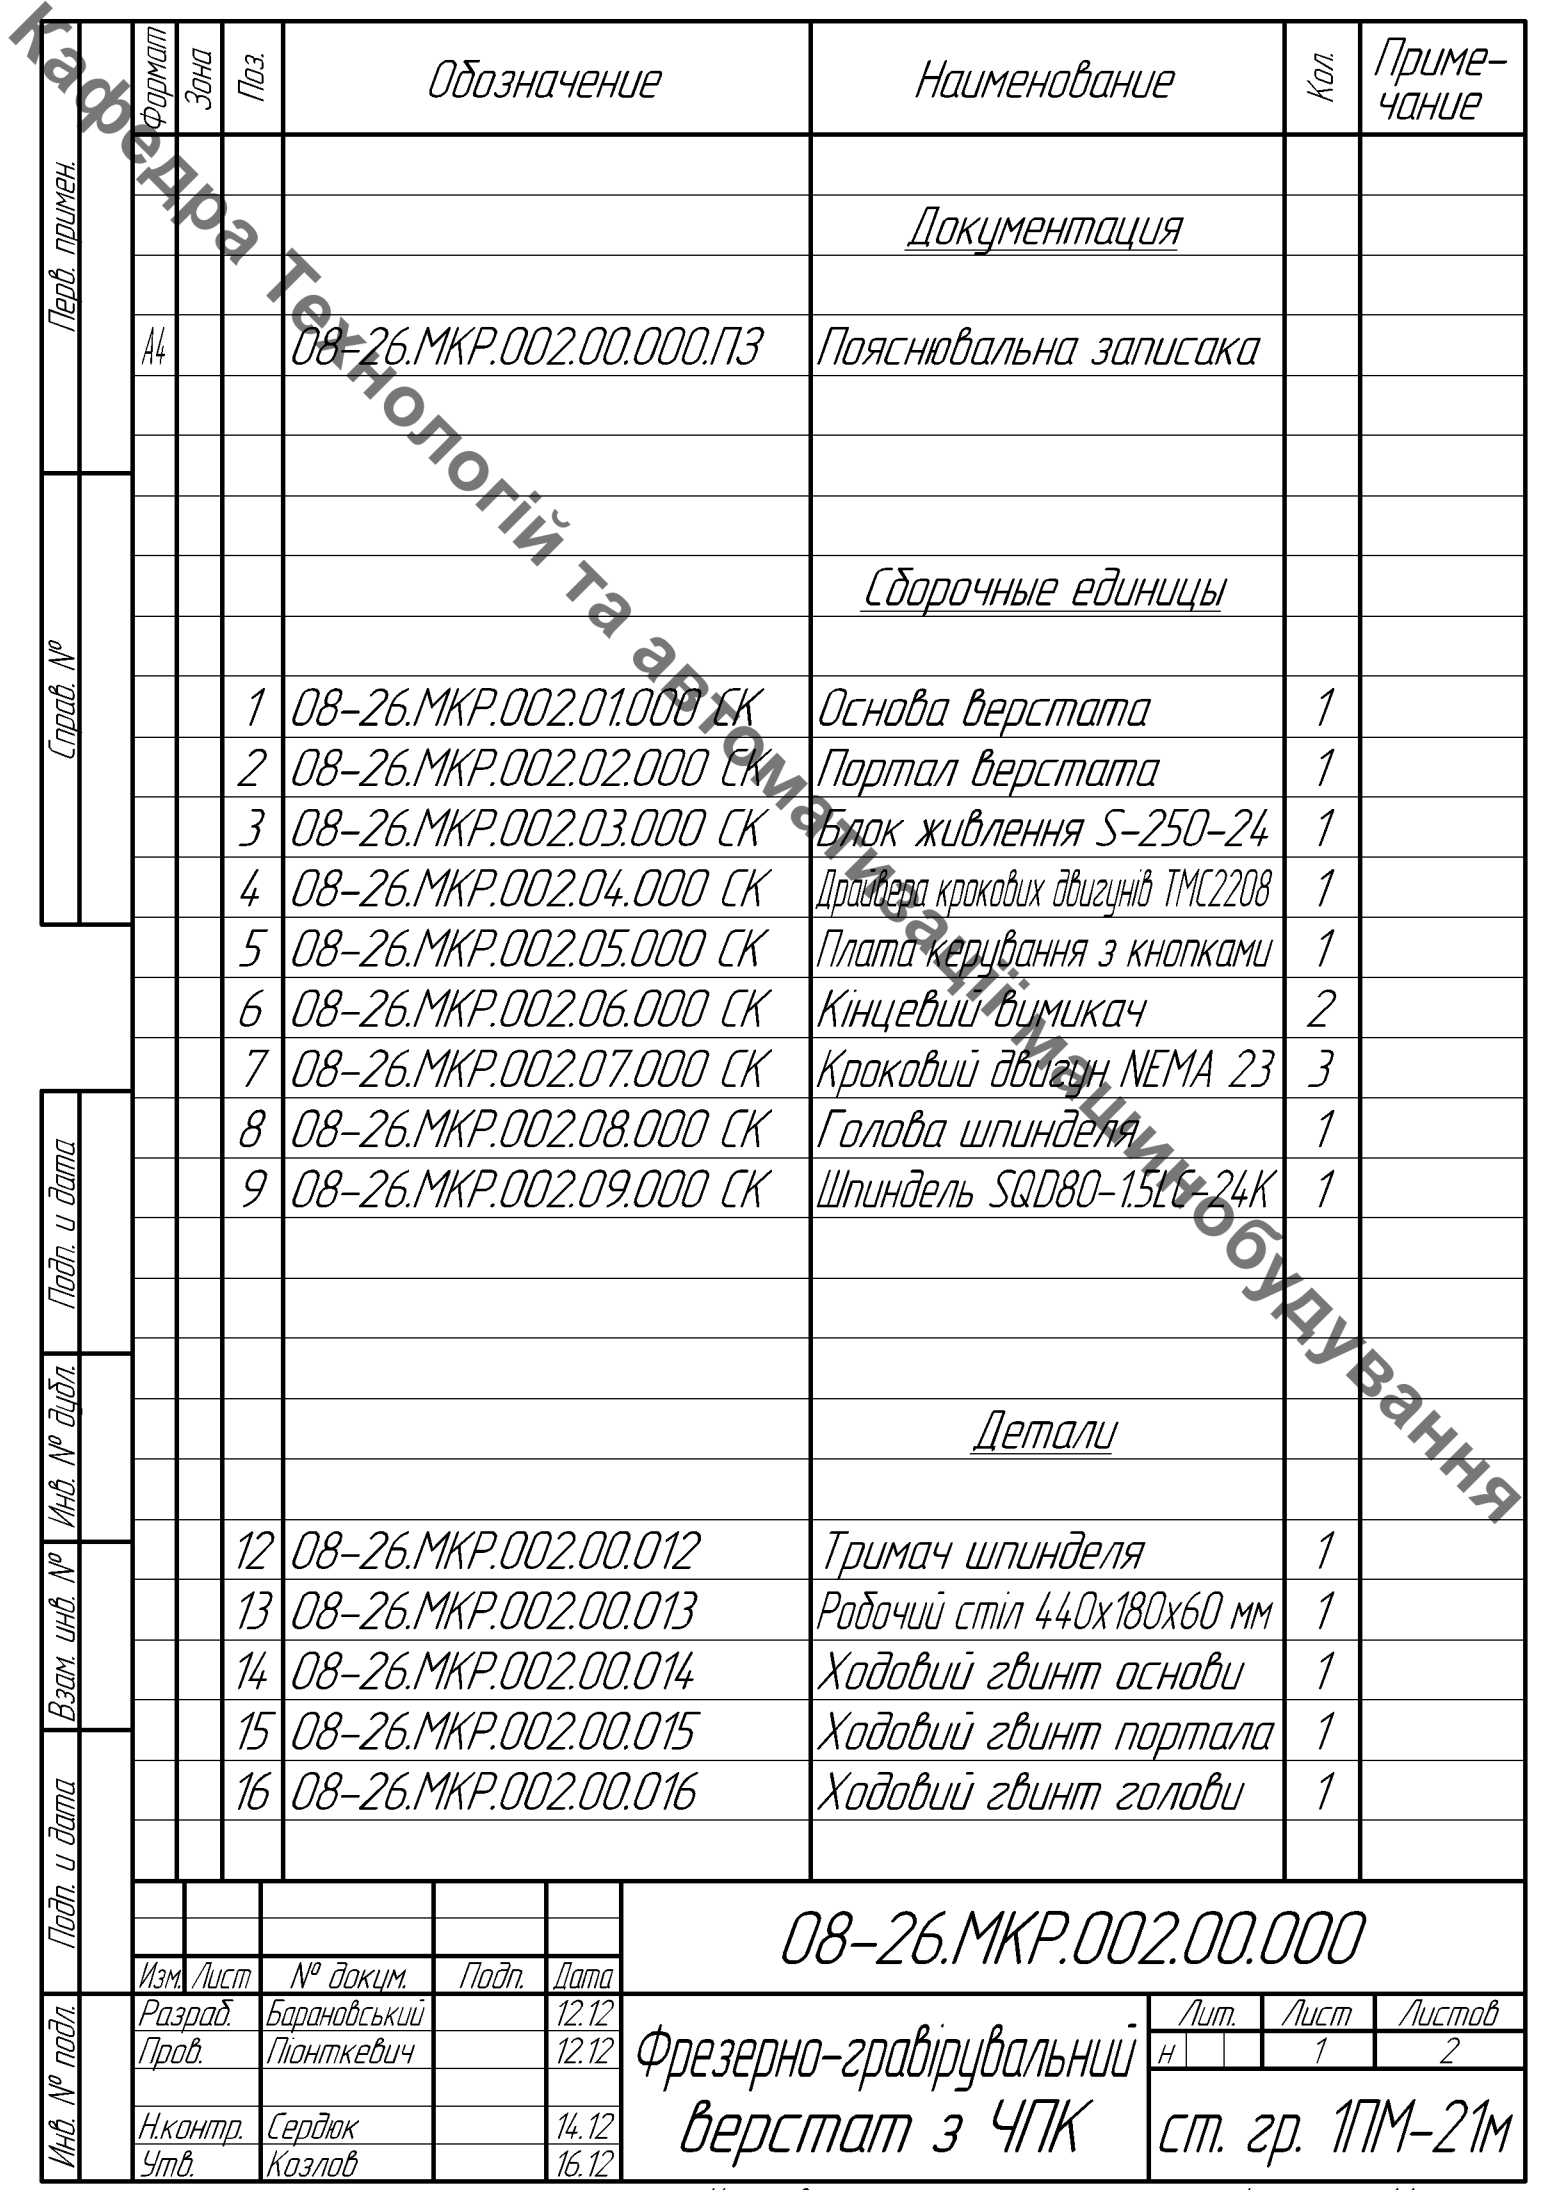 Формат Зона Поз. Обозначение Наименование Кол. Приме-
чание
Документация
А4 08-26.МКР.002.00.000.ПЗ Пояснювальна записака
Сборочные единицы
1 08-26.МКР.002.01.000 СК Основа верстата 1
2 08-26.МКР.002.02.000 СК Портал верстата 1
3 08-26.МКР.002.03.000 СК Блок живлення S-250-24 1
4 08-26.МКР.002.04.000 СК Драйвера крокових двигунів TMC2208 1
5 08-26.МКР.002.05.000 СК Плата керування з кнопками 1
6 08-26.МКР.002.06.000 СК Кінцевий вимикач 2
7 08-26.МКР.002.07.000 СК Кроковий двигун NEMA 23 3
8 08-26.МКР.002.08.000 СК Голова шпинделя 1
9 08-26.МКР.002.09.000 СК Шпиндель SQD80-1.5LC-24K 1
Детали
12 08-26.МКР.002.00.012 Тримач шпинделя 1
13 08-26.МКР.002.00.013 Робочий стіл 440x180x60 мм 1
14 08-26.МКР.002.00.014 Ходовий гвинт основи 1
15 08-26.МКР.002.00.015 Ходовий гвинт портала 1
16 08-26.МКР.002.00.016 Ходовий гвинт голови 1
Перв. примен.
Справ. №
Подп. и дата
Инв. № дубл.
Взам. инв. №
Подп. и дата
Инв. № подл.
08-26.МКР.002.00.000
Изм. Лист № докум. Подп. Дата
Разраб. Барановський 12.12
Пров. Піонткевич 12.12
Н.контр. Сердюк 14.12
Утв. Козлов 16.12
Фрезерно-гравірувальний
верстат з ЧПК
Лит. Лист Листов
н 1 2
ст. гр. 1ПМ-21м
Кафедра Технологій та автоматизації машинобудування